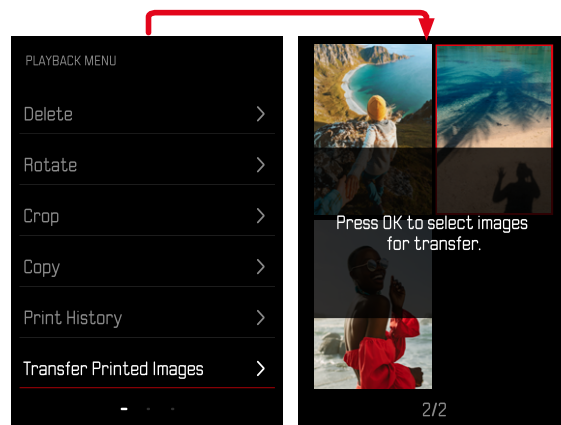 PLAYBACK MENU
Delete
Rotate
Crop
Copy
Print History
Transfer Printed Images
Press OK to select images
for transfer.
2/2